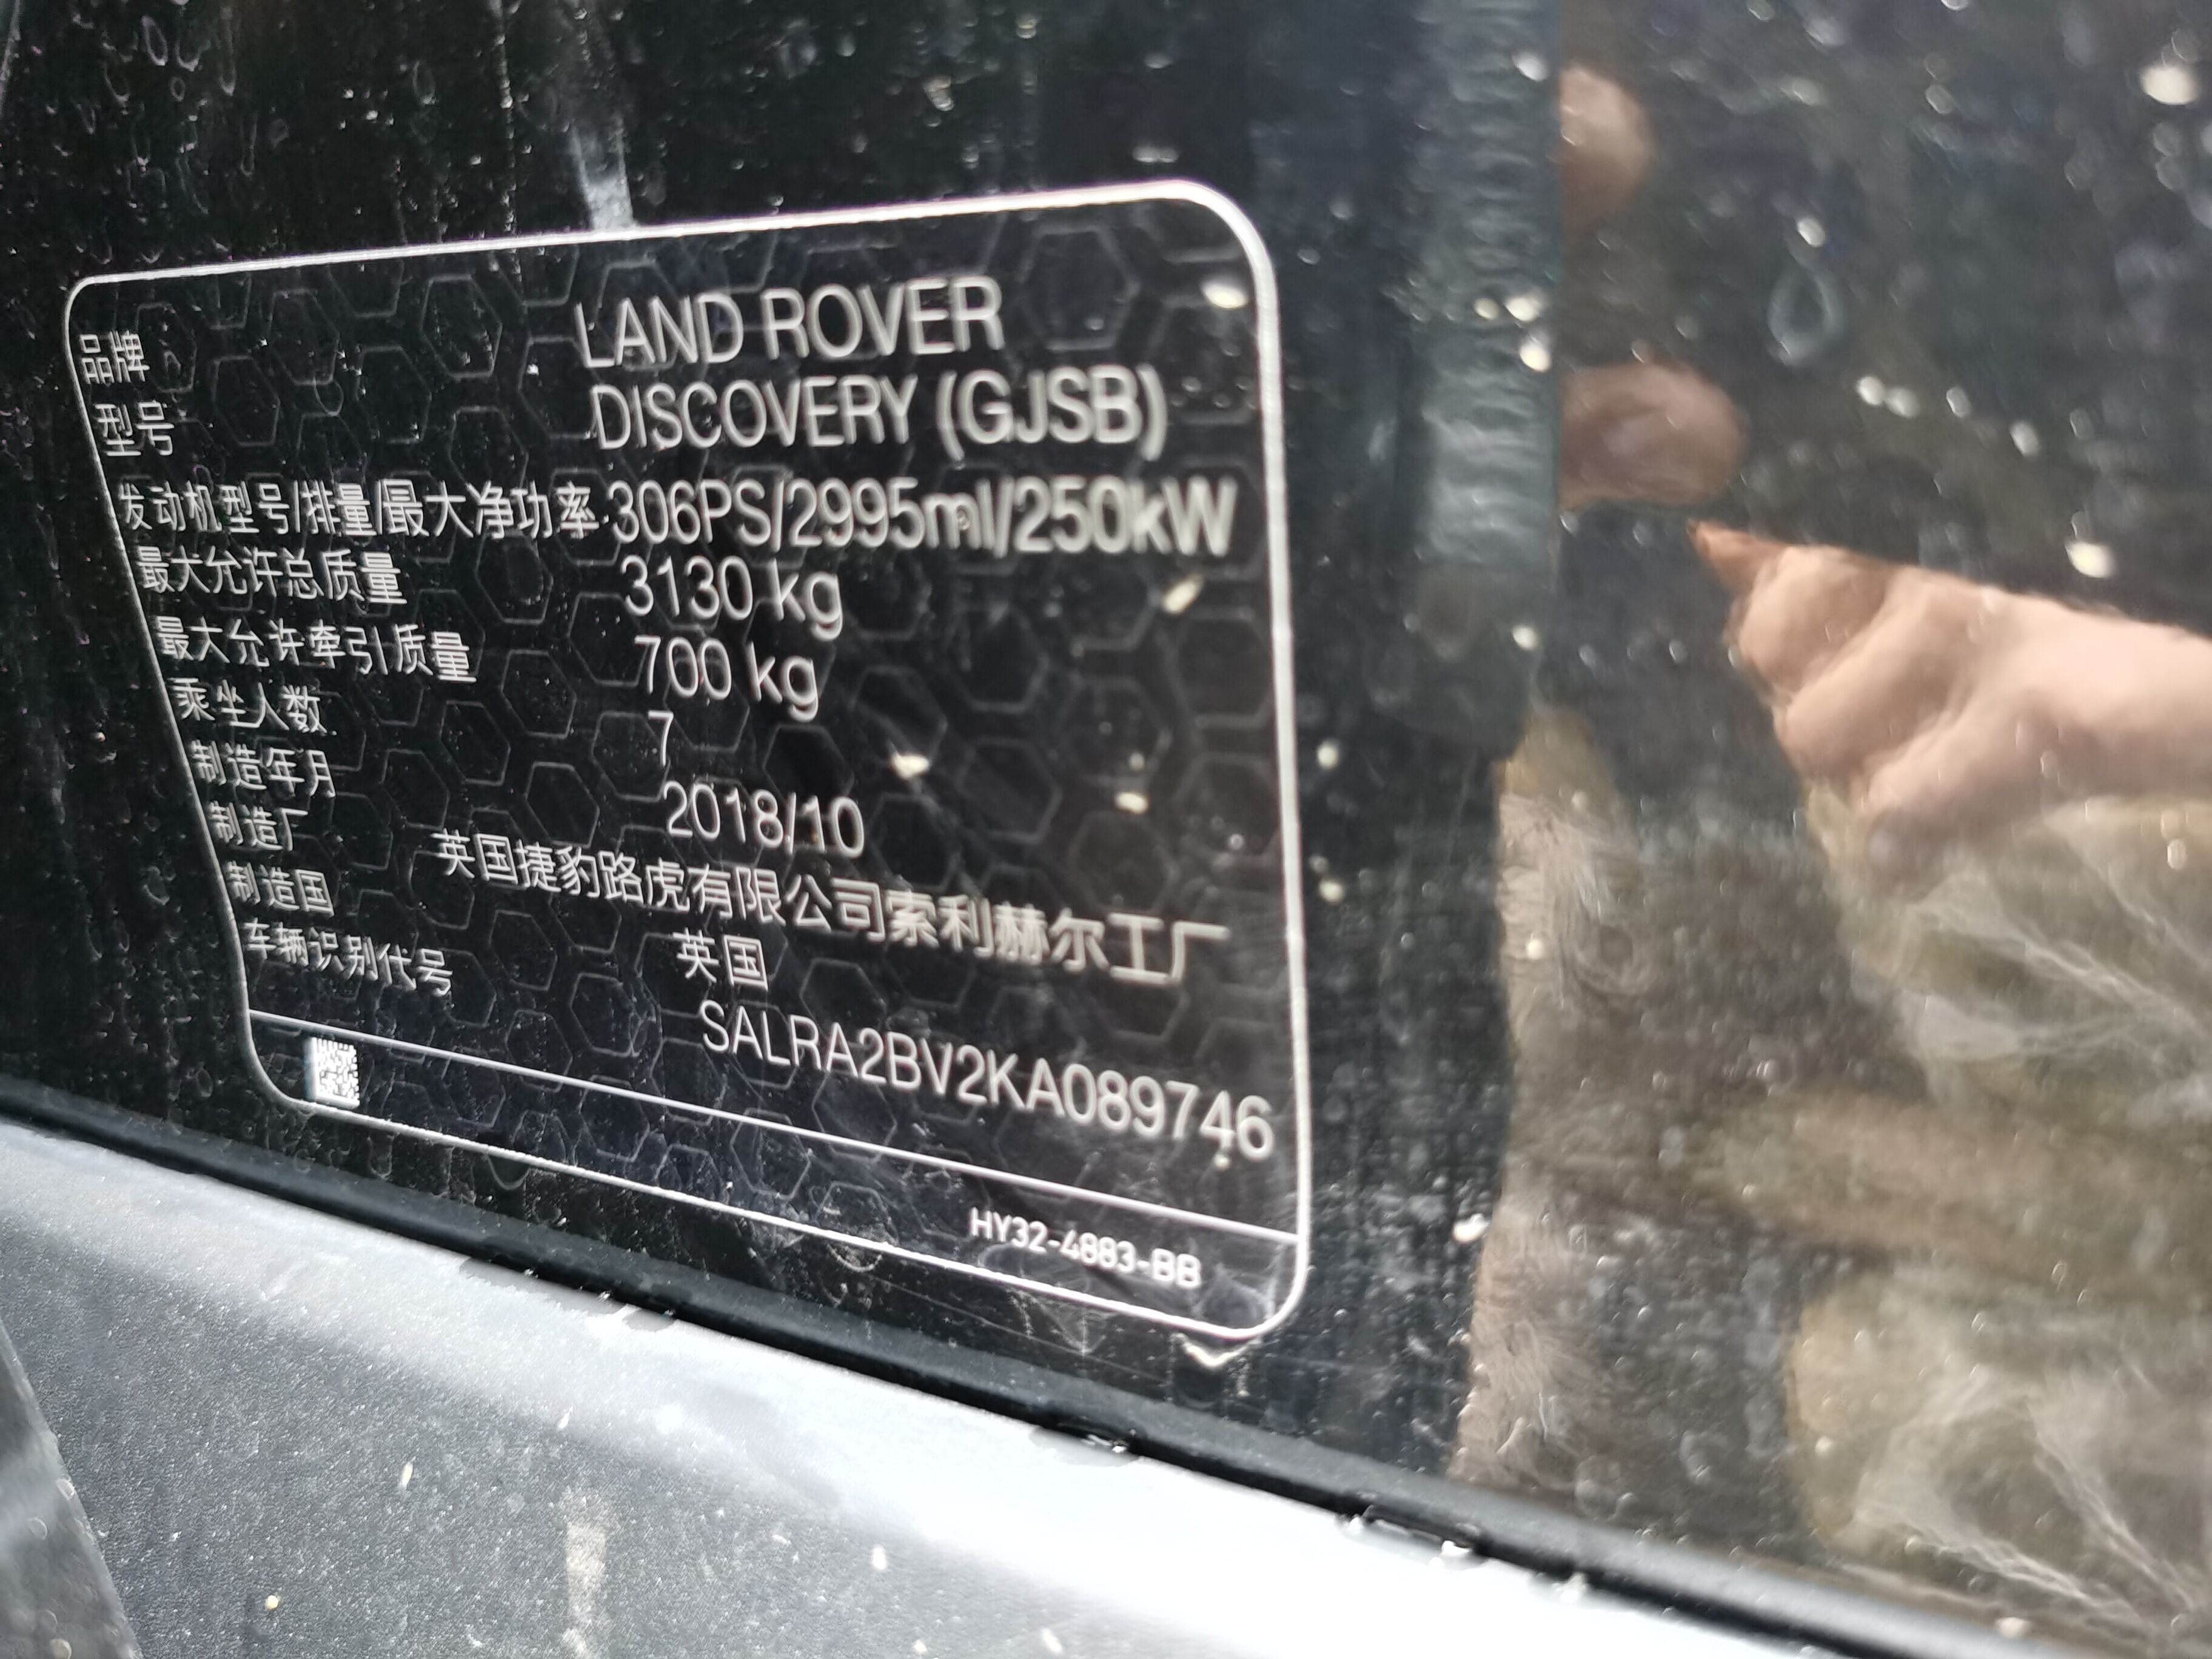 品牌 LAND ROVER
型号 DISCOVERY (GJSB)
发动机型号/排量/最大净功率 306PS/2995ml/250kW
最大允许总质量 3130 kg
最大允许牵引质量 700 kg
乘坐人数 7
制造年月 2018/10
制造厂 英国捷豹路虎有限公司索利赫尔工厂
制造国 英国
车辆识别代号 SALRA2BV2KA089746
HY32-4883-BB